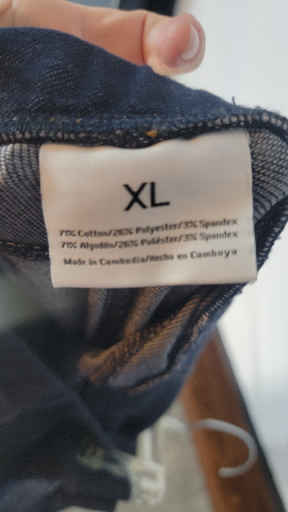 XL
71% Cotton/26% Polyester/3% Spandex
71% Algodón/26% Poliéster/3% Spandex
Made in Cambodia/Hecho en Camboya